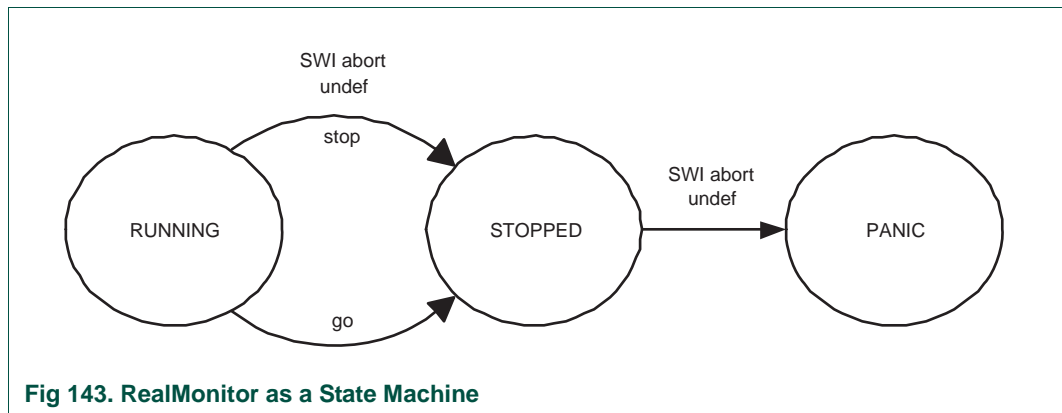 SWI abort
undef
stop
SWI abort
undef
RUNNING
STOPPED
PANIC
go
Fig 143. RealMonitor as a State Machine